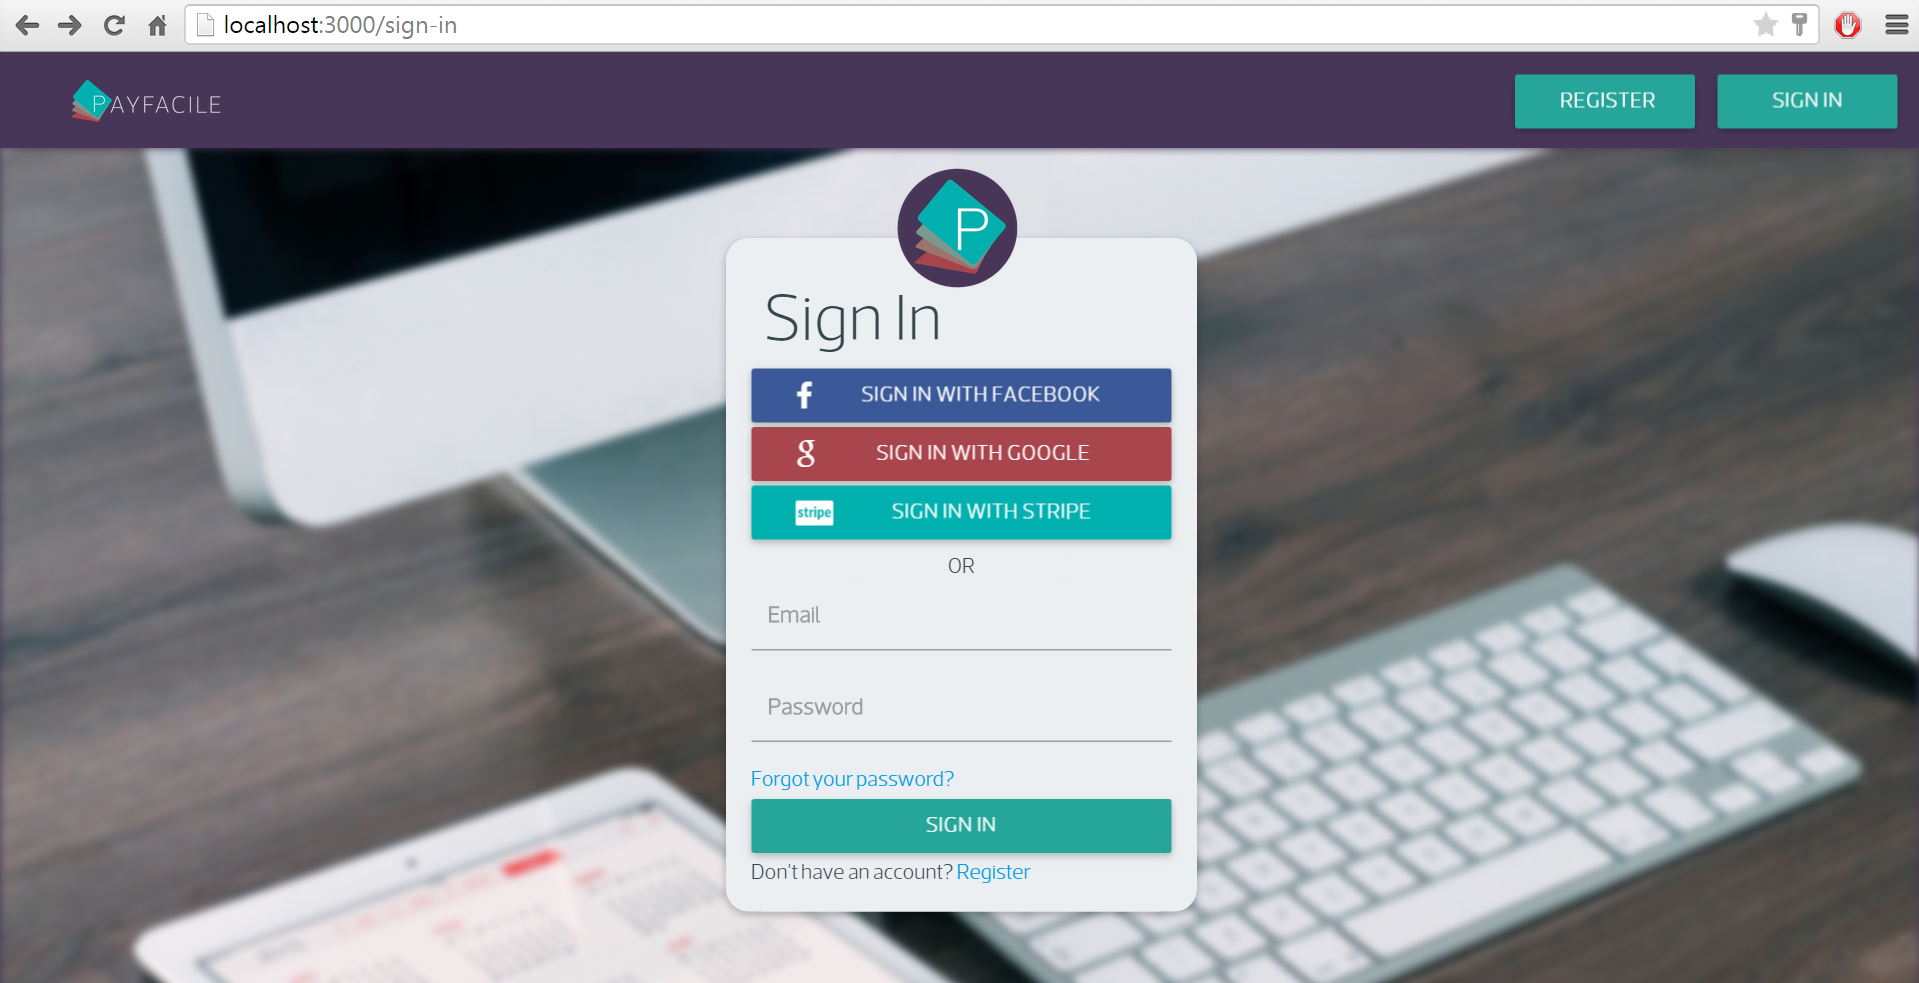 localhost:3000/sign-in
PAYFACILE
REGISTER
SIGN IN
P
Sign In
f
SIGN IN WITH FACEBOOK
g
SIGN IN WITH GOOGLE
stripe
SIGN IN WITH STRIPE
OR
Email
Password
Forgot your password?
SIGN IN
Don't have an account? Register